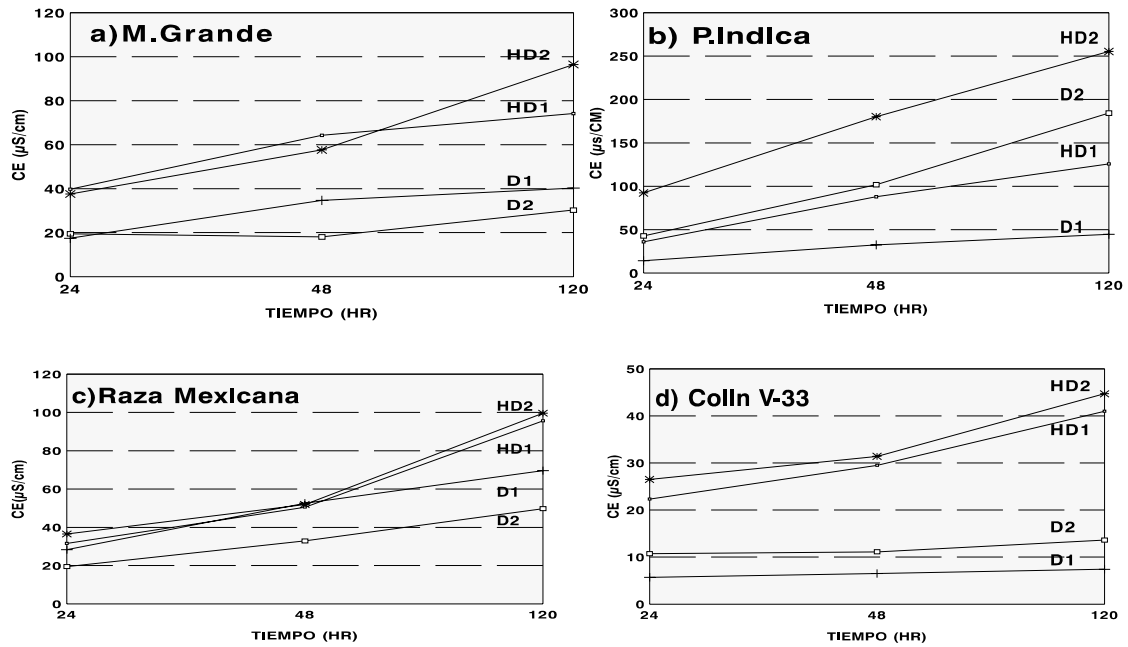 a) M.Grande
120
100
80
60
40
20
0
CE (µS/cm)
HD2
HD1
D1
D2
24
48
120
TIEMPO (HR)
b) P.IndIca
300
250
200
150
100
50
0
CE (µs/CM)
HD2
D2
HD1
D1
24
48
120
TIEMPO (HR)
c) Raza MexIcana
120
100
80
60
40
20
0
CE(µS/cm)
HD2
HD1
D1
D2
24
48
120
TIEMPO (HR)
d) ColIn V-33
50
40
30
20
10
0
CE (µS/cm)
HD2
HD1
D2
D1
24
48
120
TIEMPO (HR)